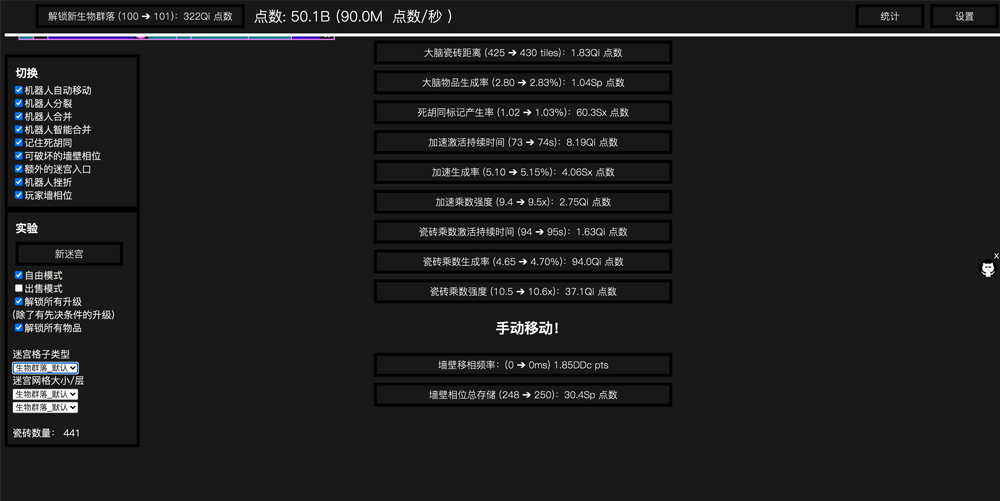 解锁新生物群落 (100 ➔ 101)：322Qi 点数
点数: 50.1B (90.0M 点数/秒 )
统计
设置
切换
机器人自动移动
机器人分裂
机器人合并
机器人智能合并
记住死胡同
可破坏的墙壁相位
额外的迷宫入口
机器人挫折
玩家墙相位
实验
新迷宫
自由模式
出售模式
解锁所有升级
(除了有先决条件的升级)
解锁所有物品
迷宫格子类型
生物群落_默认
迷宫网格大小/层
生物群落_默认
生物群落_默认
瓷砖数量： 441
大脑瓷砖距离 (425 ➔ 430 tiles)：1.83Qi 点数
大脑物品生成率 (2.80 ➔ 2.83%)：1.04Sp 点数
死胡同标记产生率 (1.02 ➔ 1.03%)：60.3Sx 点数
加速激活持续时间 (73 ➔ 74s)：8.19Qi 点数
加速生成率 (5.10 ➔ 5.15%)：4.06Sx 点数
加速乘数强度 (9.4 ➔ 9.5x)：2.75Qi 点数
瓷砖乘数激活持续时间 (94 ➔ 95s)：1.63Qi 点数
瓷砖乘数生成率 (4.65 ➔ 4.70%)：94.0Qi 点数
瓷砖乘数强度 (10.5 ➔ 10.6x)：37.1Qi 点数
手动移动！
墙壁移相频率：(0 ➔ 0ms) 1.85DDc pts
墙壁相位总存储 (248 ➔ 250)：30.4Sp 点数
x